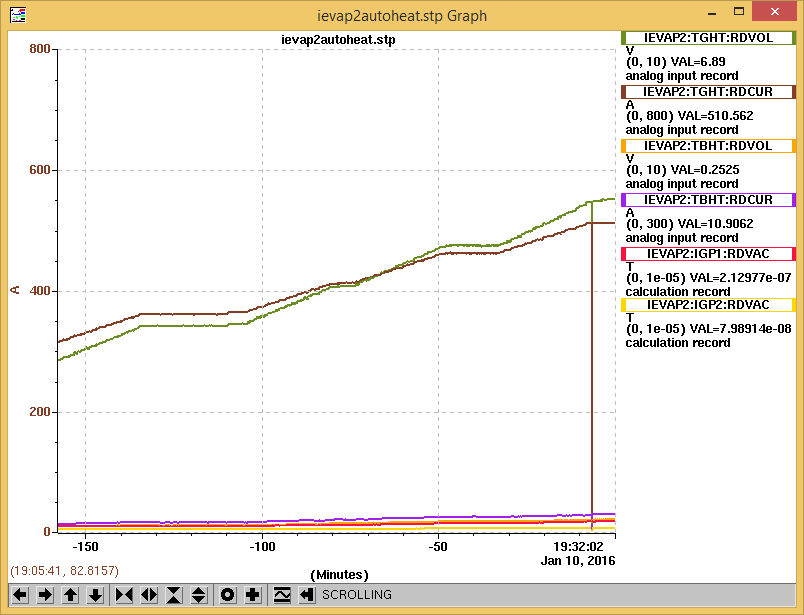 ievap2autoheat.stp Graph
ievap2autoheat.stp
800
600
400
200
0
A
-150
-100
-50
19:32:02
Jan 10, 2016
(Minutes)
(19:05:41, 82.8157)
IEVAP2:TGHT:RDVOL
V
(0, 10) VAL=6.89
analog input record
IEVAP2:TGHT:RDCUR
A
(0, 800) VAL=510.562
analog input record
IEVAP2:TBHT:RDVOL
V
(0, 10) VAL=0.2525
analog input record
IEVAP2:TBHT:RDCUR
A
(0, 300) VAL=10.9062
analog input record
IEVAP2:IGP1:RDVAC
T
(0, 1e-05) VAL=2.12977e-07
calculation record
IEVAP2:IGP2:RDVAC
T
(0, 1e-05) VAL=7.98914e-08
calculation record
SCROLLING